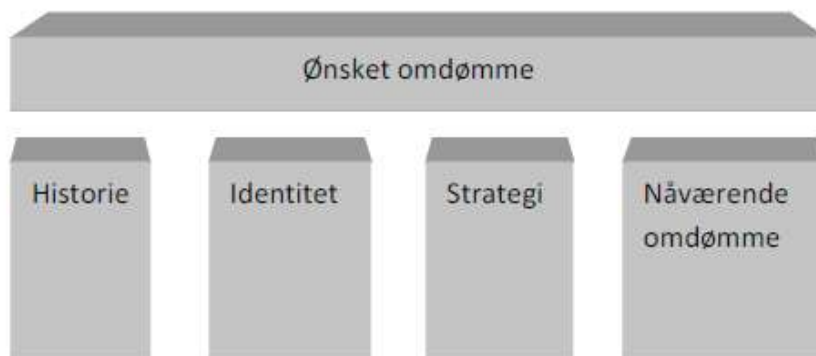 Ønsket omdømme
Historie
Identitet
Strategi
Nåværende
omdømme